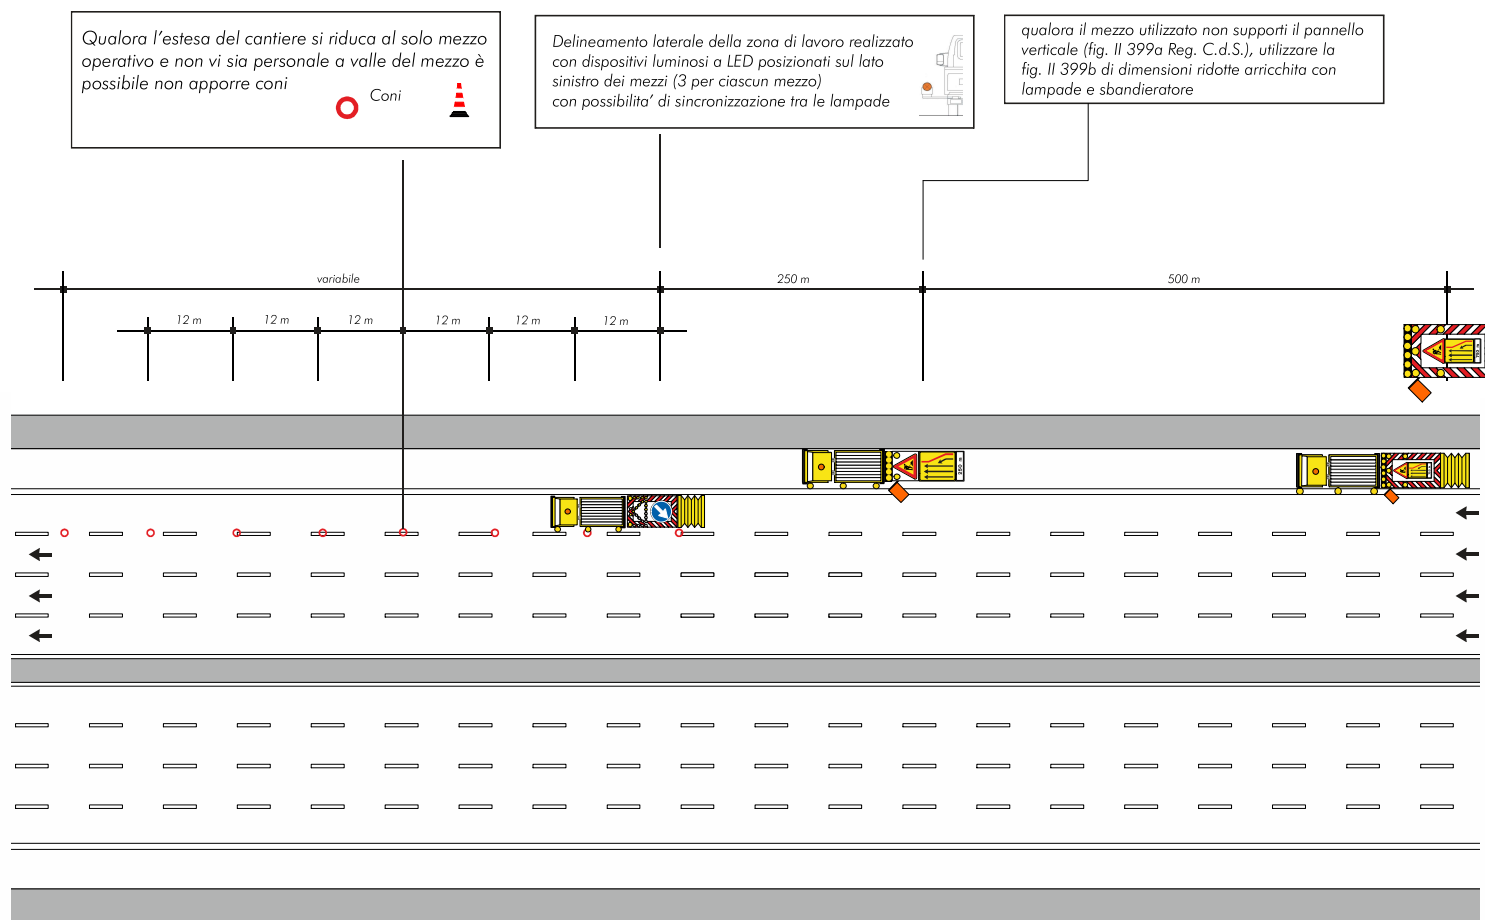 Qualora l'estesa del cantiere si riduca al solo mezzo
operativo e non vi sia personale a valle del mezzo è
possibile non apporre coni
Coni
Delineamento laterale della zona di lavoro realizzato
con dispositivi luminosi a LED posizionati sul lato
sinistro dei mezzi (3 per ciascun mezzo)
con possibilita' di sincronizzazione tra le lampade
qualora il mezzo utilizzato non supporti il pannello
verticale (fig. II 399a Reg. C.d.S.), utilizzare la
fig. II 399b di dimensioni ridotte arricchita con
lampade e sbandieratore
variabile
250 m
500 m
12 m
12 m
12 m
12 m
12 m
12 m
750 m
250 m